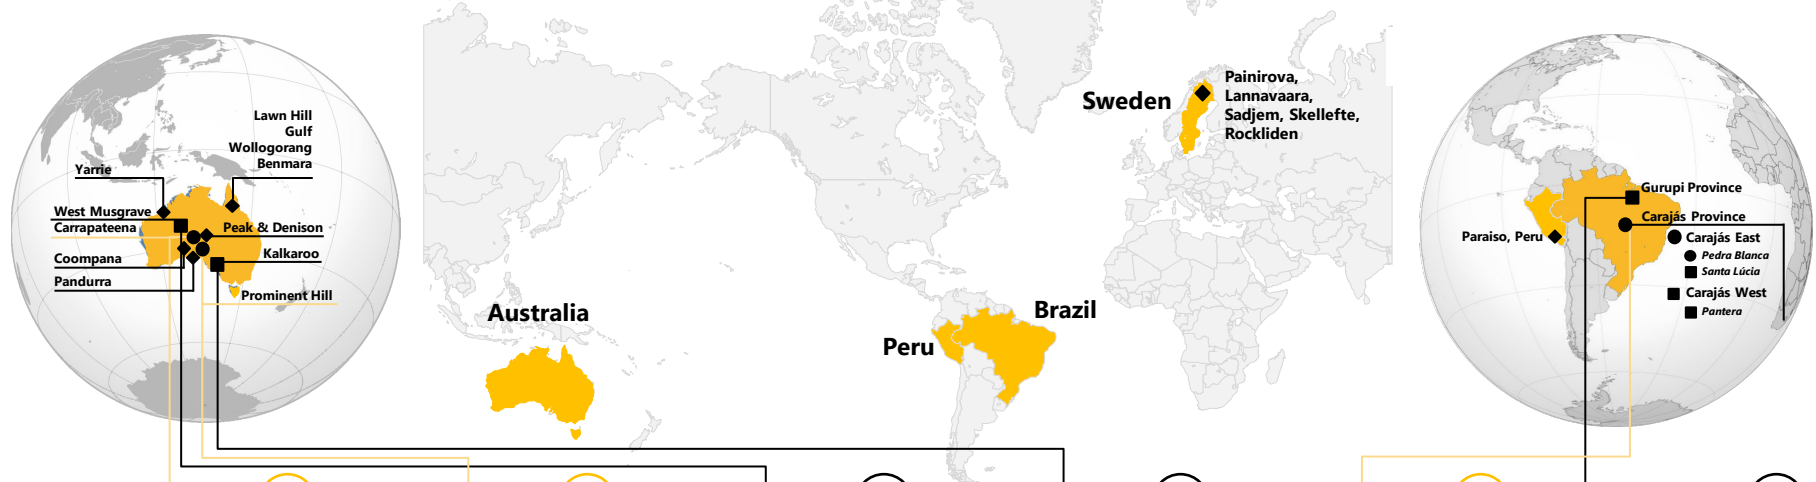 Lawn Hill
Gulf
Wollogorang
Benmara
Yarrie
West Musgrave
Carrapateena
Peak & Denison
Coompana
Kalkaroo
Pandurra
Prominent Hill
Australia
Sweden
Painirova,
Lannavaara,
Sadjem, Skellefte,
Rockliden
Peru
Brazil
Gurupi Province
Carajás Province
Paraiso, Peru
Carajás East
Pedra Blanca
Santa Lúcia
Carajás West
Pantera